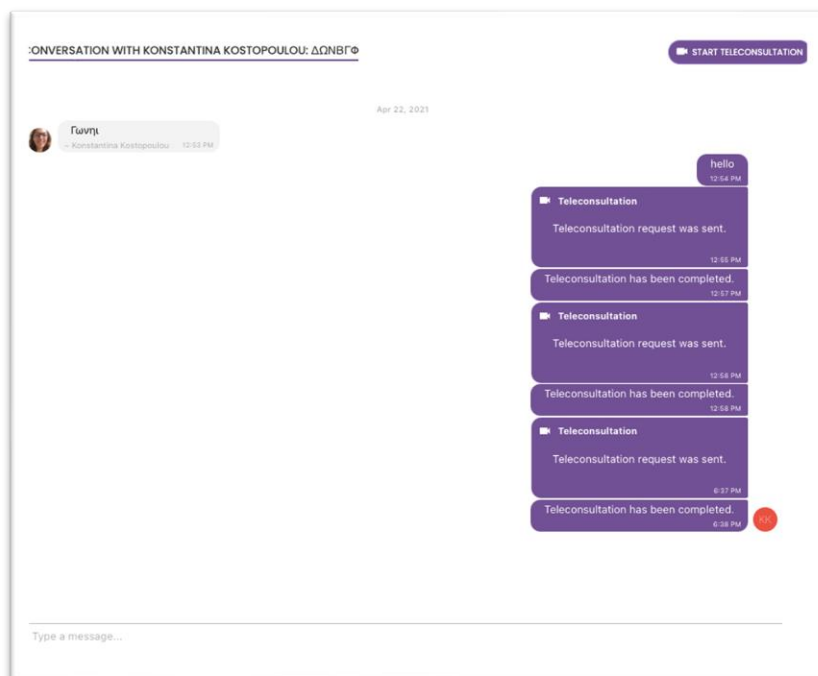 :ONVERSATION WITH KONSTANTINA KOSTOPOULOU: ΔΩΝΒΓΦ
START TELECONSULTATION
Apr 22, 2021
Γωνηι
– Konstantina Kostopoulou 12:53 PM
hello
12:54 PM
Teleconsultation
Teleconsultation request was sent.
12:55 PM
Teleconsultation has been completed.
12:57 PM
Teleconsultation
Teleconsultation request was sent.
12:58 PM
Teleconsultation has been completed.
12:58 PM
Teleconsultation
Teleconsultation request was sent.
6:37 PM
Teleconsultation has been completed.
6:38 PM
KK
Type a message...